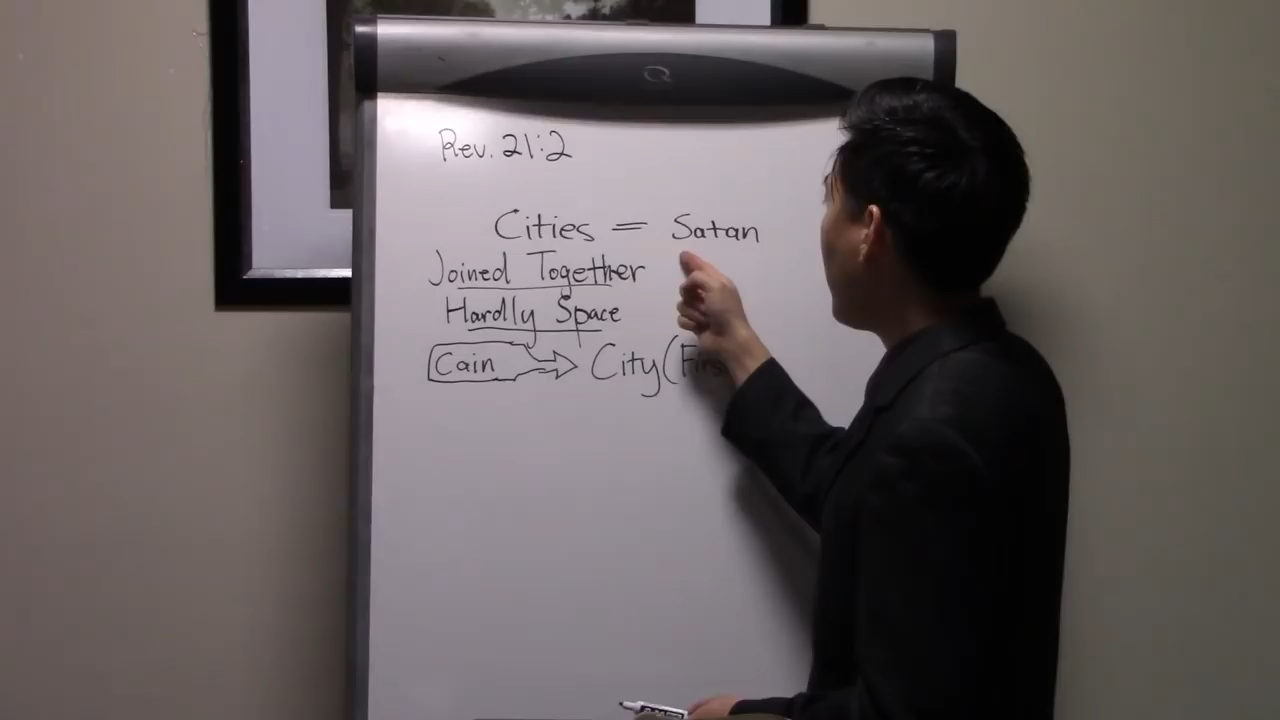 Rev. 21:2
Cities = Satan
Joined Together
Hardly Space
Cain City (Firs